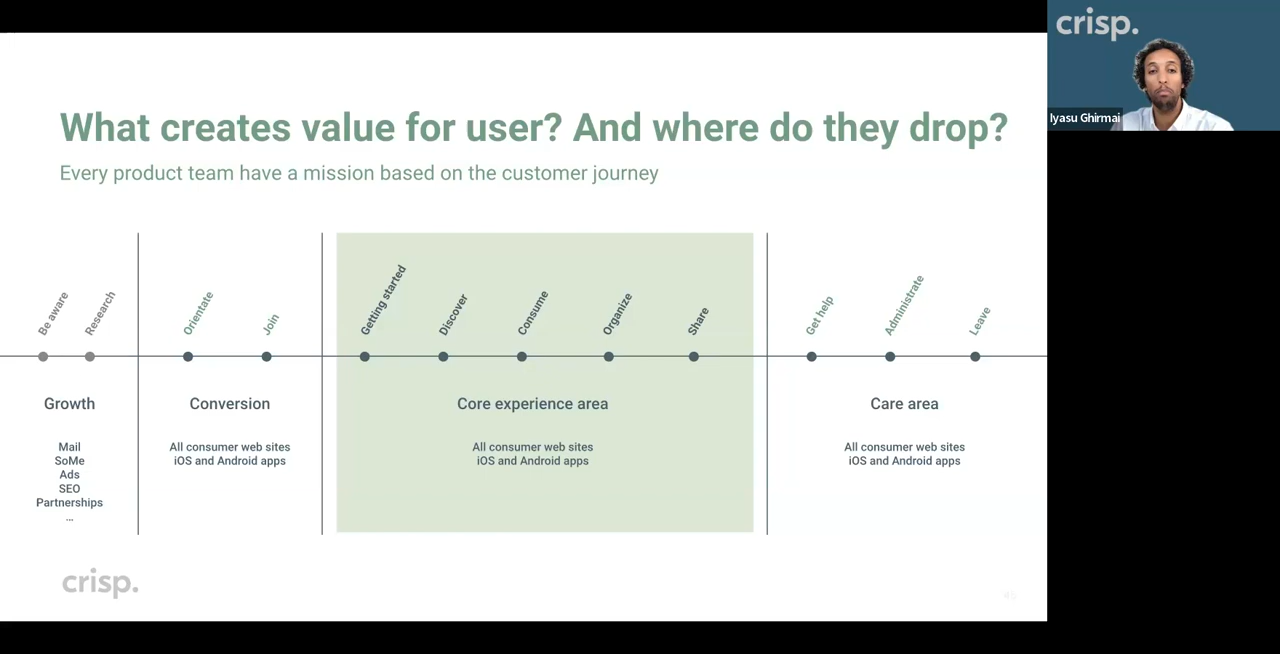 crisp.
Iyasu Ghirmai
What creates value for user? And where do they drop?
Every product team have a mission based on the customer journey
Be aware
Research
Orientate
Join
Getting started
Discover
Consume
Organize
Share
Get help
Administrate
Leave
Growth
Conversion
Core experience area
Care area
Mail
SoMe
Ads
SEO
Partnerships
...
All consumer web sites
iOS and Android apps
All consumer web sites
iOS and Android apps
All consumer web sites
iOS and Android apps
crisp.